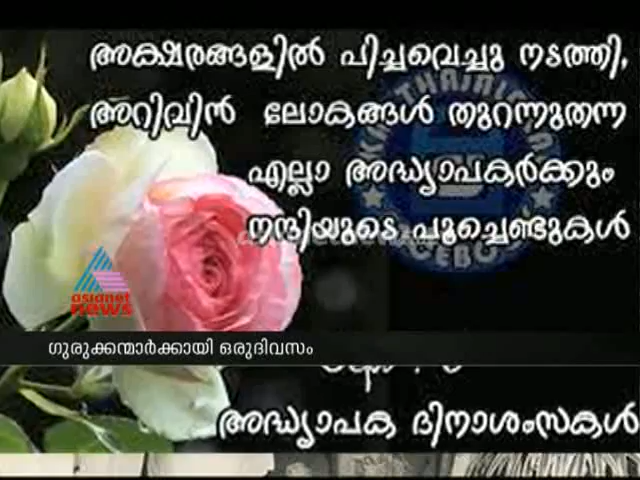 അക്ഷരങ്ങളിൽ പിച്ചവെച്ചു നടത്തി,
അറിവിൻ ലോകങ്ങൾ തുറന്നുതന്ന
എല്ലാ അദ്ധ്യാപകർക്കും
നന്ദിയുടെ പൂച്ചെണ്ടുകൾ
asianet
news
ഗുരുക്കന്മാർക്കായി ഒരുദിവസം
അദ്ധ്യാപക ദിനാശംസകൾ